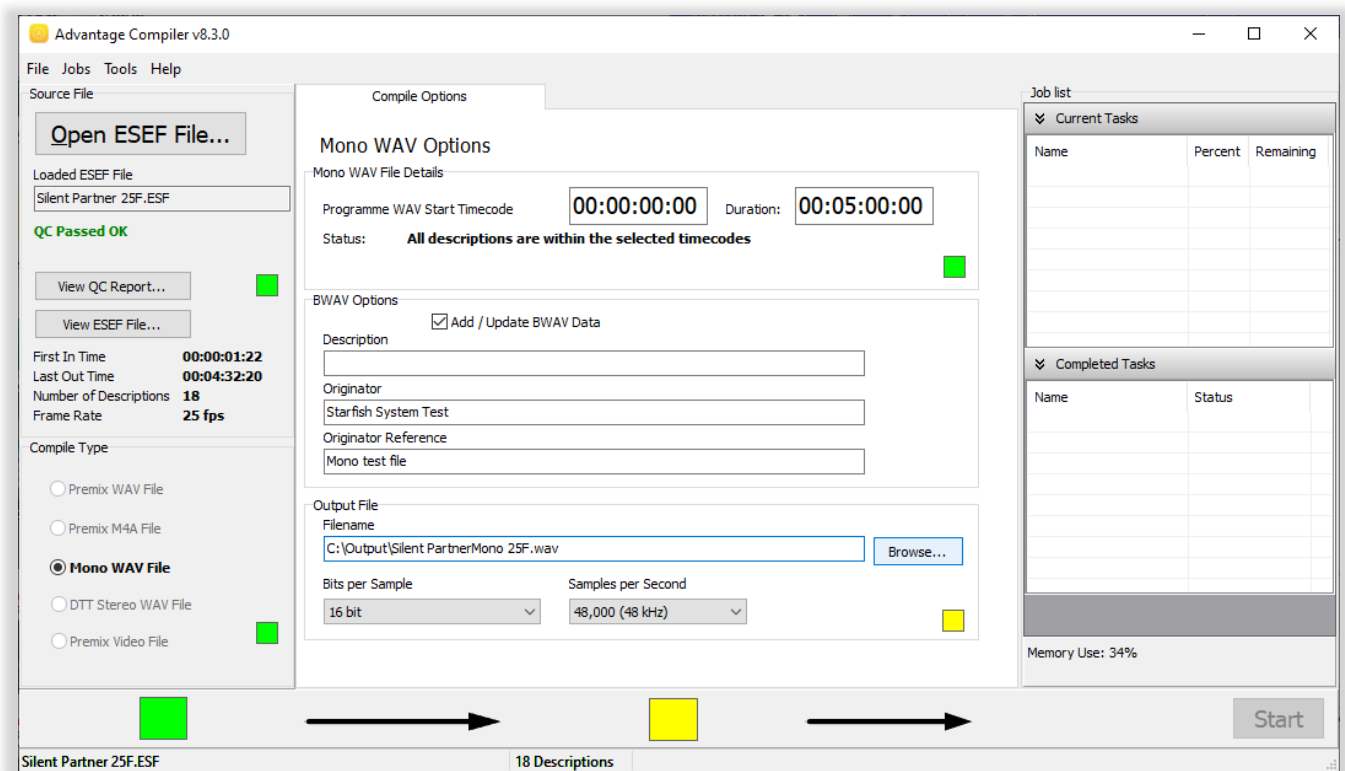 Advantage Compiler v8.3.0
File Jobs Tools Help
Source File
Open ESEF File...
Loaded ESEF File
Silent Partner 25F.ESF
QC Passed OK
View QC Report...
View ESEF File...
First In Time 00:00:01:22
Last Out Time 00:04:32:20
Number of Descriptions 18
Frame Rate 25 fps
Compile Type
Premix WAV File
Premix M4A File
Mono WAV File
DTT Stereo WAV File
Premix Video File
Compile Options
Mono WAV Options
Mono WAV File Details
Programme WAV Start Timecode 00:00:00:00 Duration: 00:05:00:00
Status: All descriptions are within the selected timecodes
BWAV Options
Add / Update BWAV Data
Description
Originator
Starfish System Test
Originator Reference
Mono test file
Output File
Filename
C:\Output\Silent PartnerMono 25F.wav
Browse...
Bits per Sample Samples per Second
16 bit 48,000 (48 kHz)
Job list
Current Tasks
Name Percent Remaining
Completed Tasks
Name Status
Memory Use: 34%
Start
Silent Partner 25F.ESF 18 Descriptions